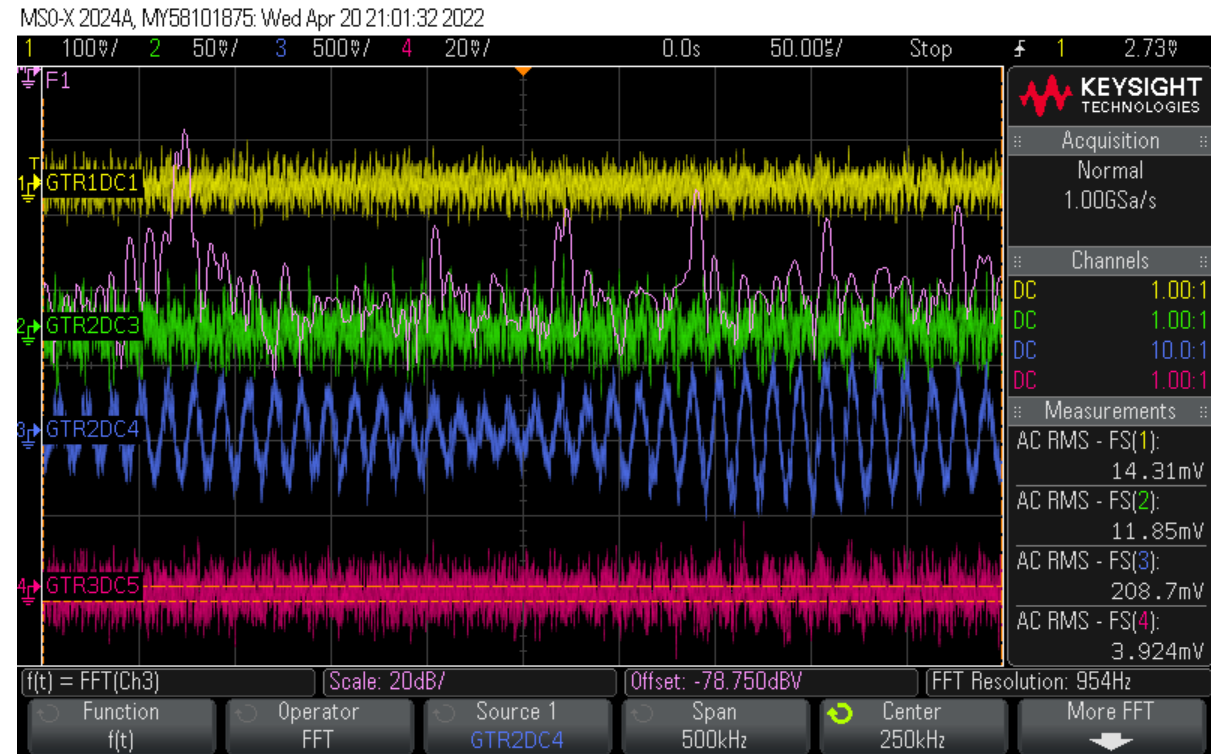 MSO-X 2024A, MY58101875: Wed Apr 20 21:01:32 2022
1 100mV/ 2 50mV/ 3 500mV/ 4 20mV/ 0.0s 50.00µs/ Stop 1 2.73V
F1
T
1 GTR1DC1
2 GTR2DC3
3 GTR2DC4
4 GTR3DC5
KEYSIGHT
TECHNOLOGIES
Acquisition
Normal
1.00GSa/s
Channels
DC 1.00:1
DC 1.00:1
DC 10.0:1
DC 1.00:1
Measurements
AC RMS - FS(1):
14.31mV
AC RMS - FS(2):
11.85mV
AC RMS - FS(3):
208.7mV
AC RMS - FS(4):
3.924mV
f(t) = FFT(Ch3) Scale: 20dB/ Offset: -78.750dBV FFT Resolution: 954Hz
Function Operator Source 1 Span Center More FFT
f(t) FFT GTR2DC4 500kHz 250kHz